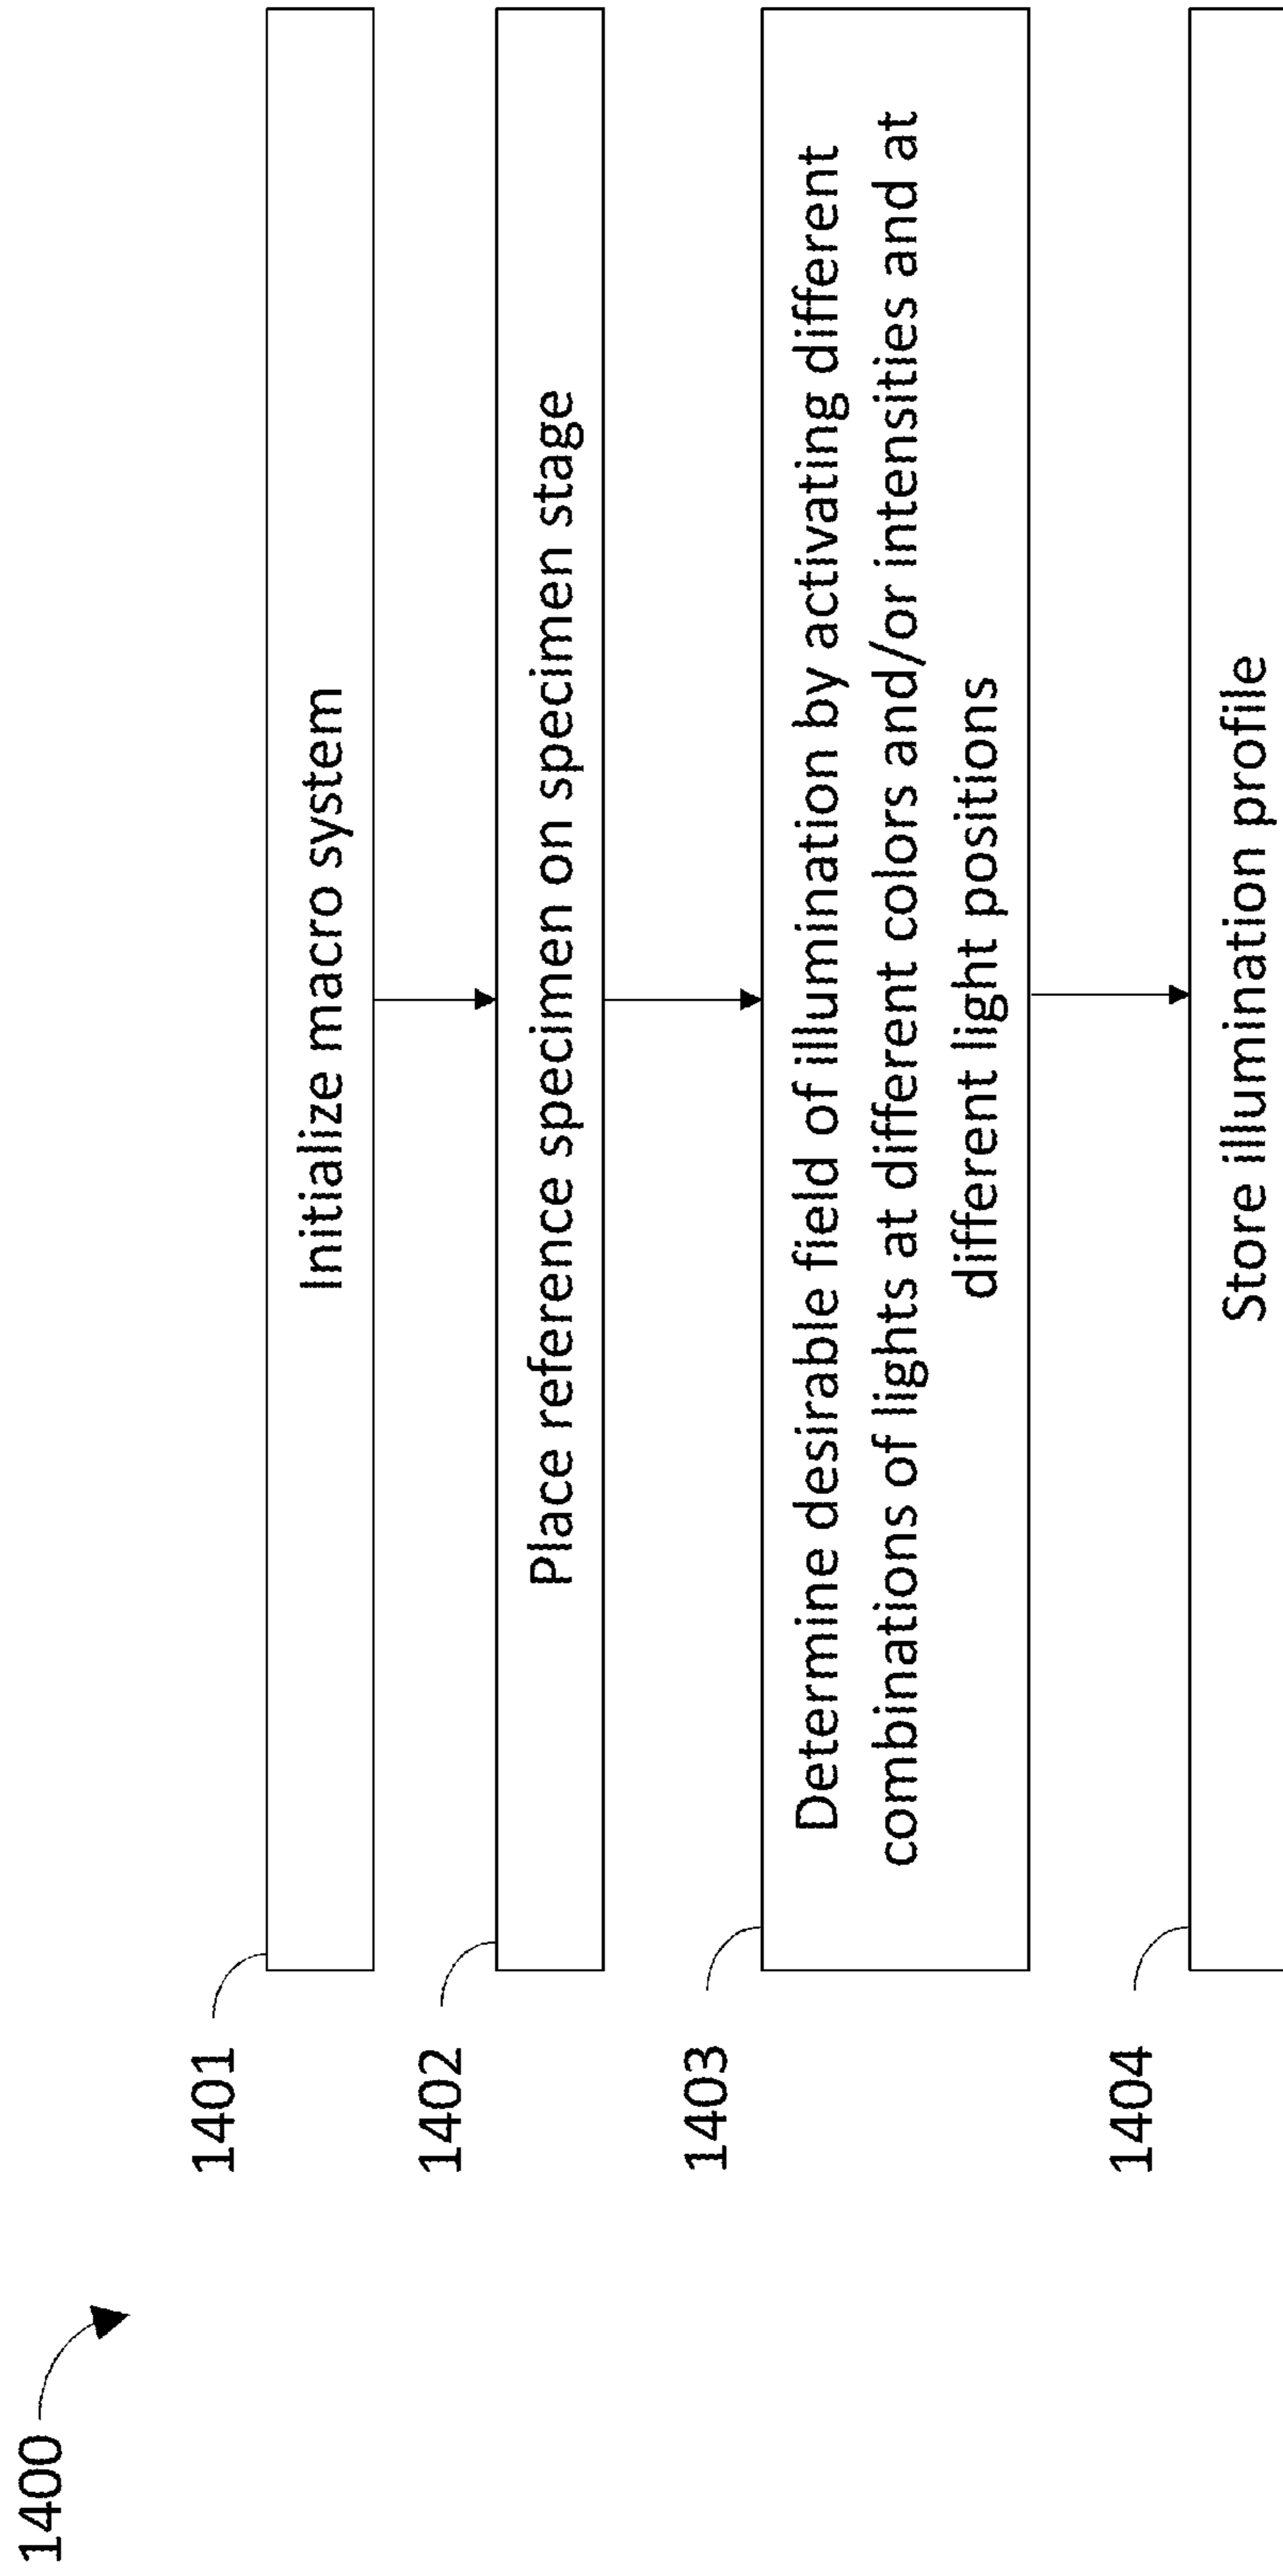 1400
1401
Initialize macro system
1402
Place reference specimen on specimen stage
1403
Determine desirable field of illumination by activating different
combinations of lights at different colors and/or intensities and at
different light positions
1404
Store illumination profile